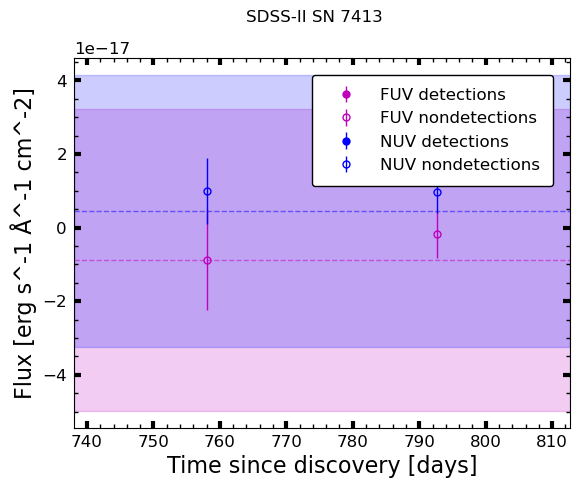 SDSS-II SN 7413
1e−17
FUV detections
FUV nondetections
NUV detections
NUV nondetections
4
2
0
−2
−4
Flux [erg s^-1 Å^-1 cm^-2]
740 750 760 770 780 790 800 810
Time since discovery [days]